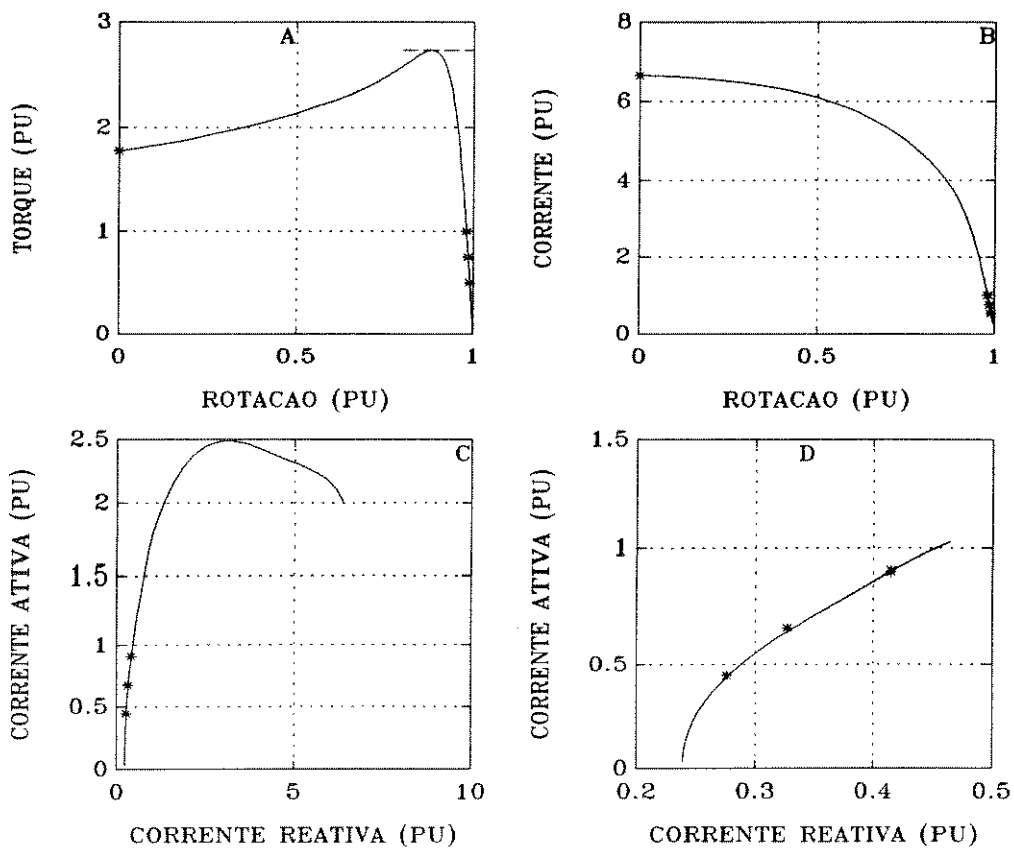 A
TORQUE (PU)
3
2
1
0
0
0.5
1
ROTACAO (PU)
B
CORRENTE (PU)
8
6
4
2
0
0
0.5
1
ROTACAO (PU)
C
CORRENTE ATIVA (PU)
2.5
2
1.5
1
0.5
0
0
5
10
CORRENTE REATIVA (PU)
D
CORRENTE ATIVA (PU)
1.5
1
0.5
0
0.2
0.3
0.4
0.5
CORRENTE REATIVA (PU)